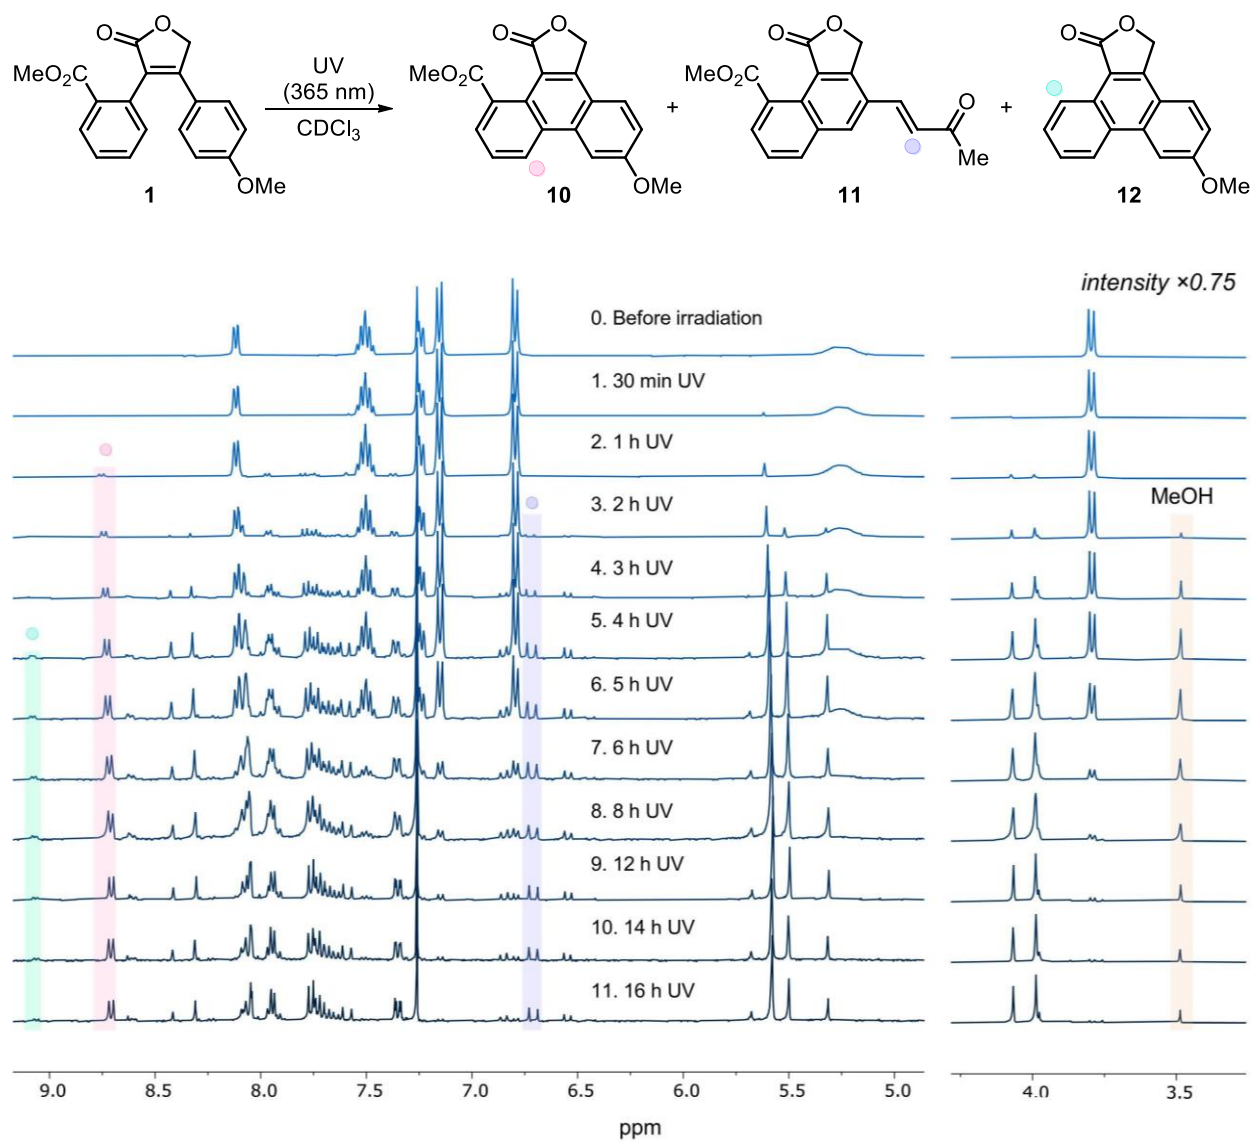 O
O
MeO₂C
OMe
1
UV
(365 nm)
CDCl₃
O
O
MeO₂C
OMe
10
+
O
O
MeO₂C
O
Me
11
+
O
O
OMe
12
intensity ×0.75
0. Before irradiation
1. 30 min UV
2. 1 h UV
3. 2 h UV
MeOH
4. 3 h UV
5. 4 h UV
6. 5 h UV
7. 6 h UV
8. 8 h UV
9. 12 h UV
10. 14 h UV
11. 16 h UV
9.0 8.5 8.0 7.5 7.0 6.5 6.0 5.5 5.0 4.0 3.5
ppm